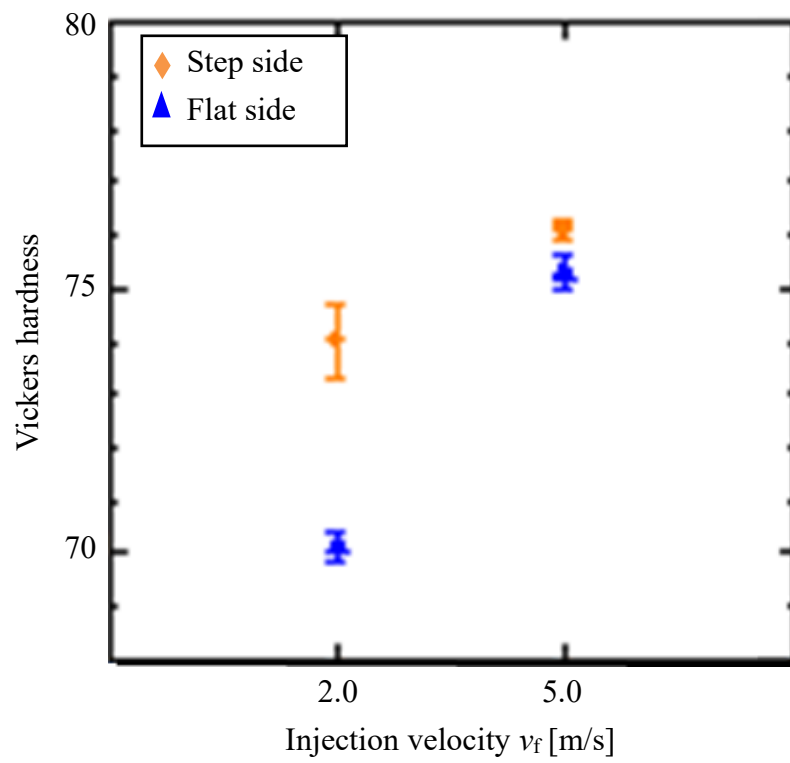 80
Step side
Flat side
75
70
Vickers hardness
2.0
5.0
Injection velocity vf [m/s]